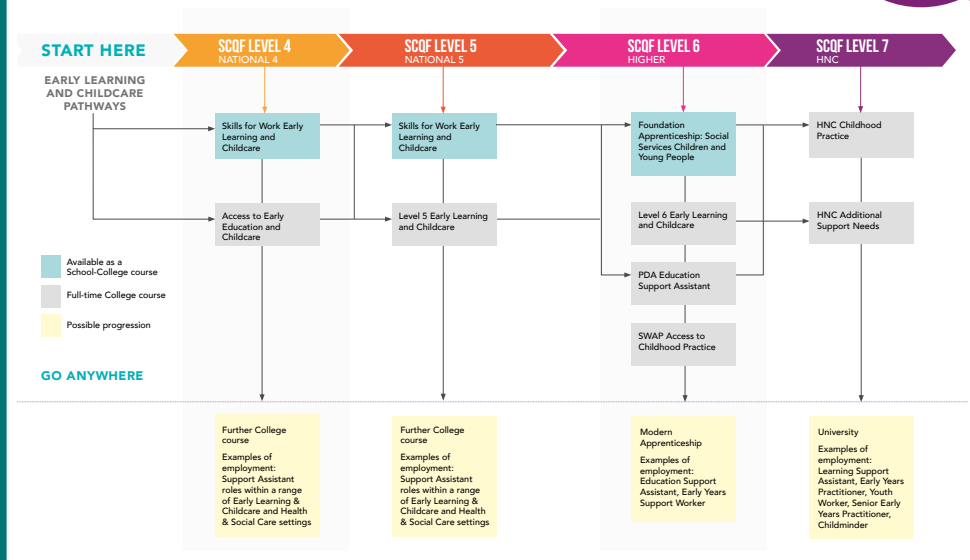 START HERE
SCQF LEVEL 4
NATIONAL 4
SCQF LEVEL 5
NATIONAL 5
SCQF LEVEL 6
HIGHER
SCQF LEVEL 7
HNC
EARLY LEARNING
AND CHILDCARE
PATHWAYS
Skills for Work Early
Learning and
Childcare
Skills for Work Early
Learning and
Childcare
Foundation
Apprenticeship: Social
Services Children and
Young People
HNC Childhood
Practice
Access to Early
Education and
Childcare
Level 5 Early Learning
and Childcare
Level 6 Early Learning
and Childcare
HNC Additional
Support Needs
PDA Education
Support Assistant
SWAP Access to
Childhood Practice
Available as a
School-College course
Full-time College course
Possible progression
GO ANYWHERE
Further College
course
Examples of
employment:
Support Assistant
roles within a range
of Early Learning &
Childcare and Health
& Social Care settings
Further College
course
Examples of
employment:
Support Assistant
roles within a range
of Early Learning &
Childcare and Health
& Social Care settings
Modern
Apprenticeship
Examples of
employment:
Education Support
Assistant, Early Years
Support Worker
University
Examples of
employment:
Learning Support
Assistant, Early Years
Practitioner, Youth
Worker, Senior Early
Years Practitioner,
Childminder